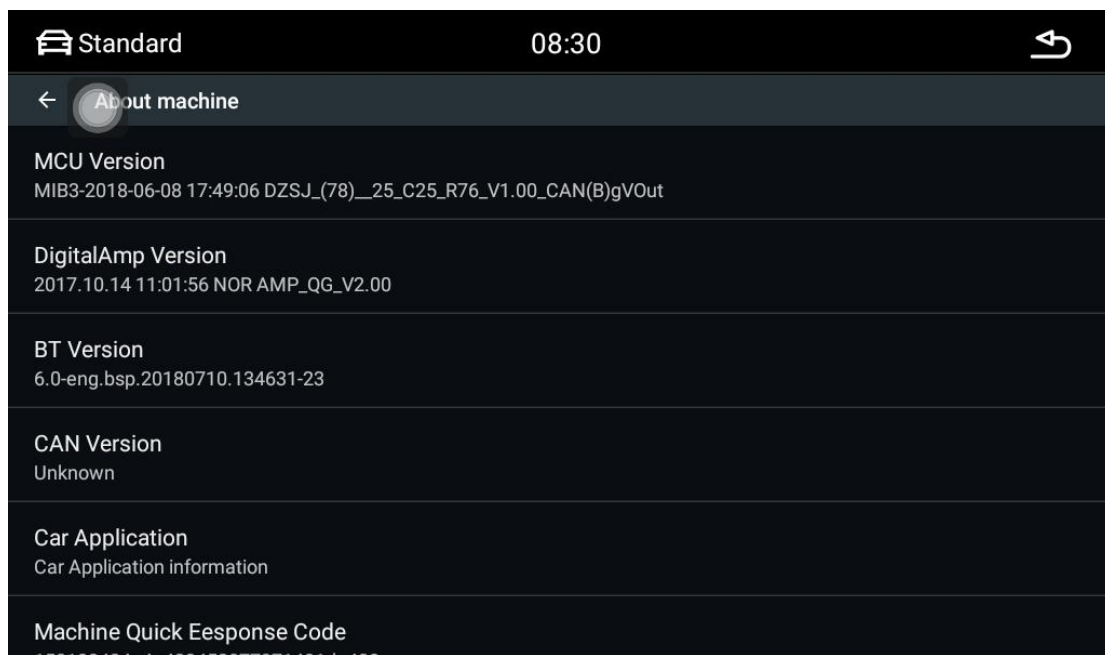 Standard
08:30
About machine
MCU Version
MIB3-2018-06-08 17:49:06 DZSJ_(78)__25_C25_R76_V1.00_CAN(B)gVOut
DigitalAmp Version
2017.10.14 11:01:56 NOR AMP_QG_V2.00
BT Version
6.0-eng.bsp.20180710.134631-23
CAN Version
Unknown
Car Application
Car Application information
Machine Quick Eesponse Code